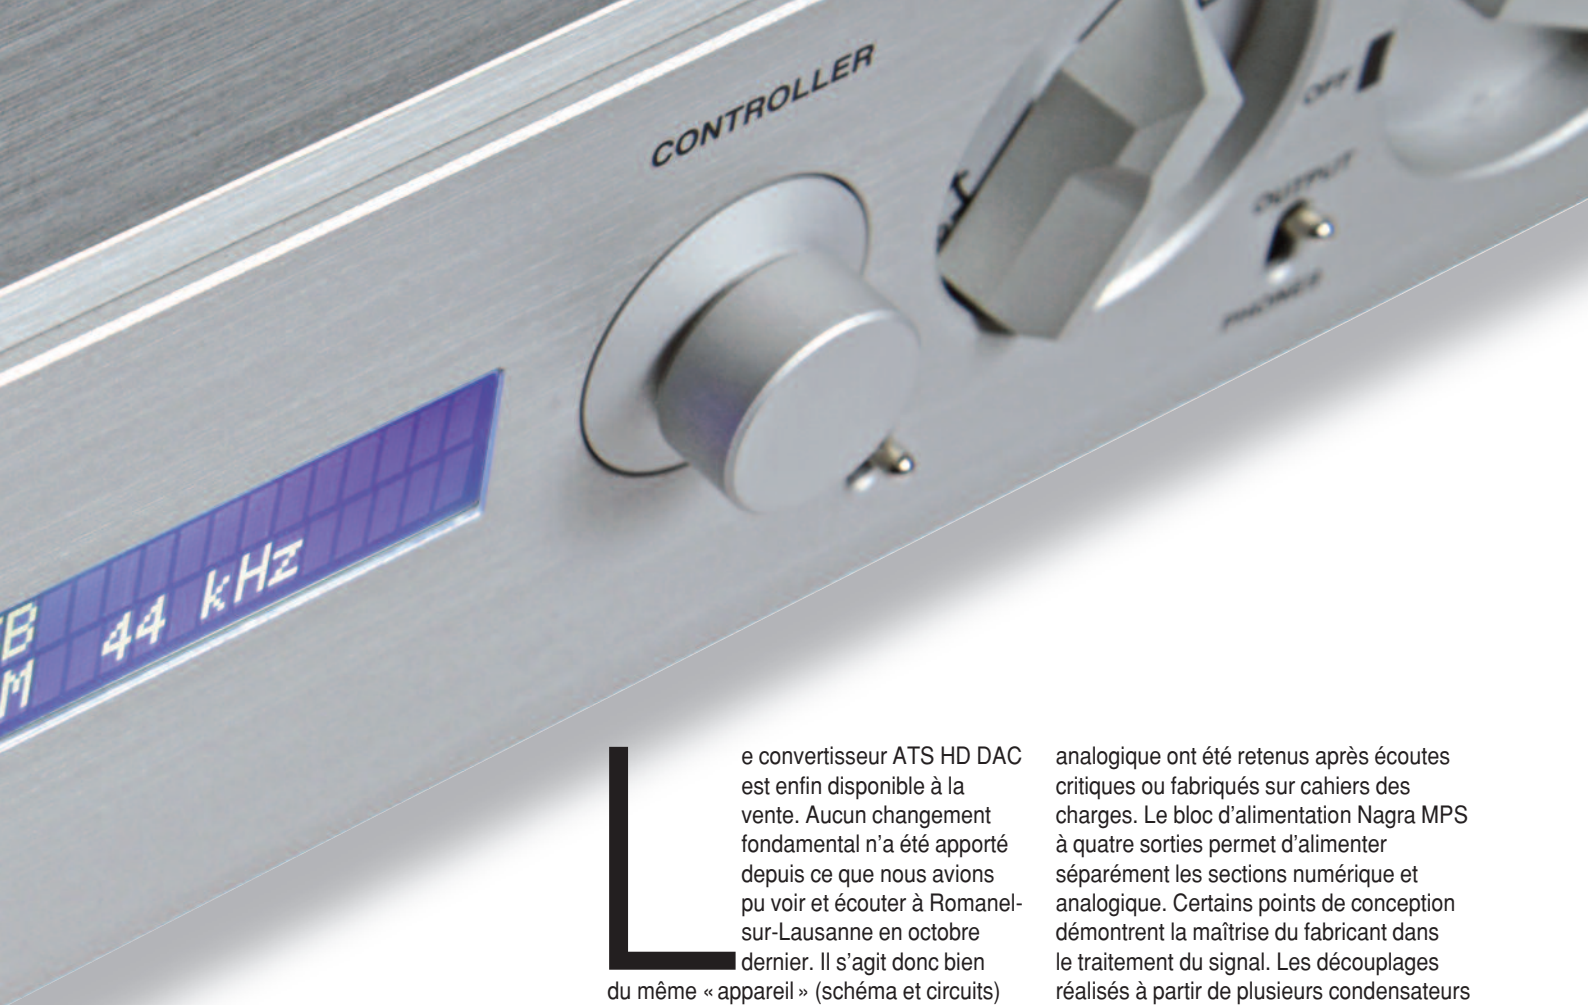 CONTROLLER
OFF
OUTPUT
PHONES
B 44 kHz
M
Le convertisseur ATS HD DAC
est enfin disponible à la
vente. Aucun changement
fondamental n'a été apporté
depuis ce que nous avions
pu voir et écouter à Romanel-
sur-Lausanne en octobre
dernier. Il s'agit donc bien
du même « appareil » (schéma et circuits)
analogique ont été retenus après écoutes
critiques ou fabriqués sur cahiers des
charges. Le bloc d'alimentation Nagra MPS
à quatre sorties permet d'alimenter
séparément les sections numérique et
analogique. Certains points de conception
démontrent la maîtrise du fabricant dans
le traitement du signal. Les découplages
réalisés à partir de plusieurs condensateurs